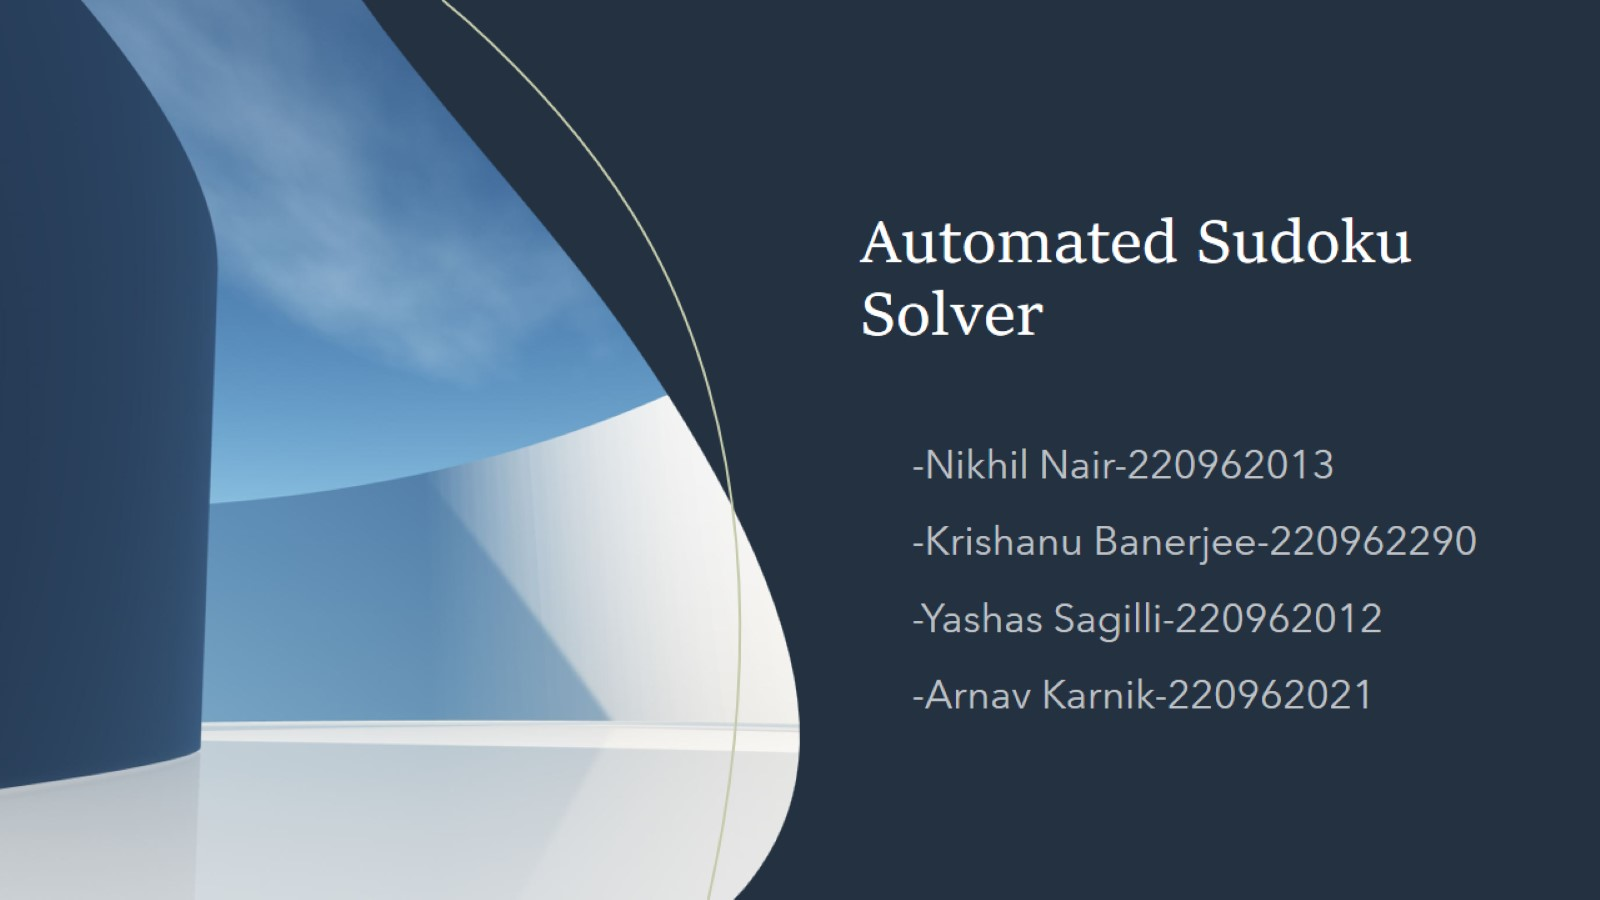 Automated Sudoku
Solver
-Nikhil Nair-220962013
-Krishanu Banerjee-220962290
-Yashas Sagilli-220962012
-Arnav Karnik-220962021